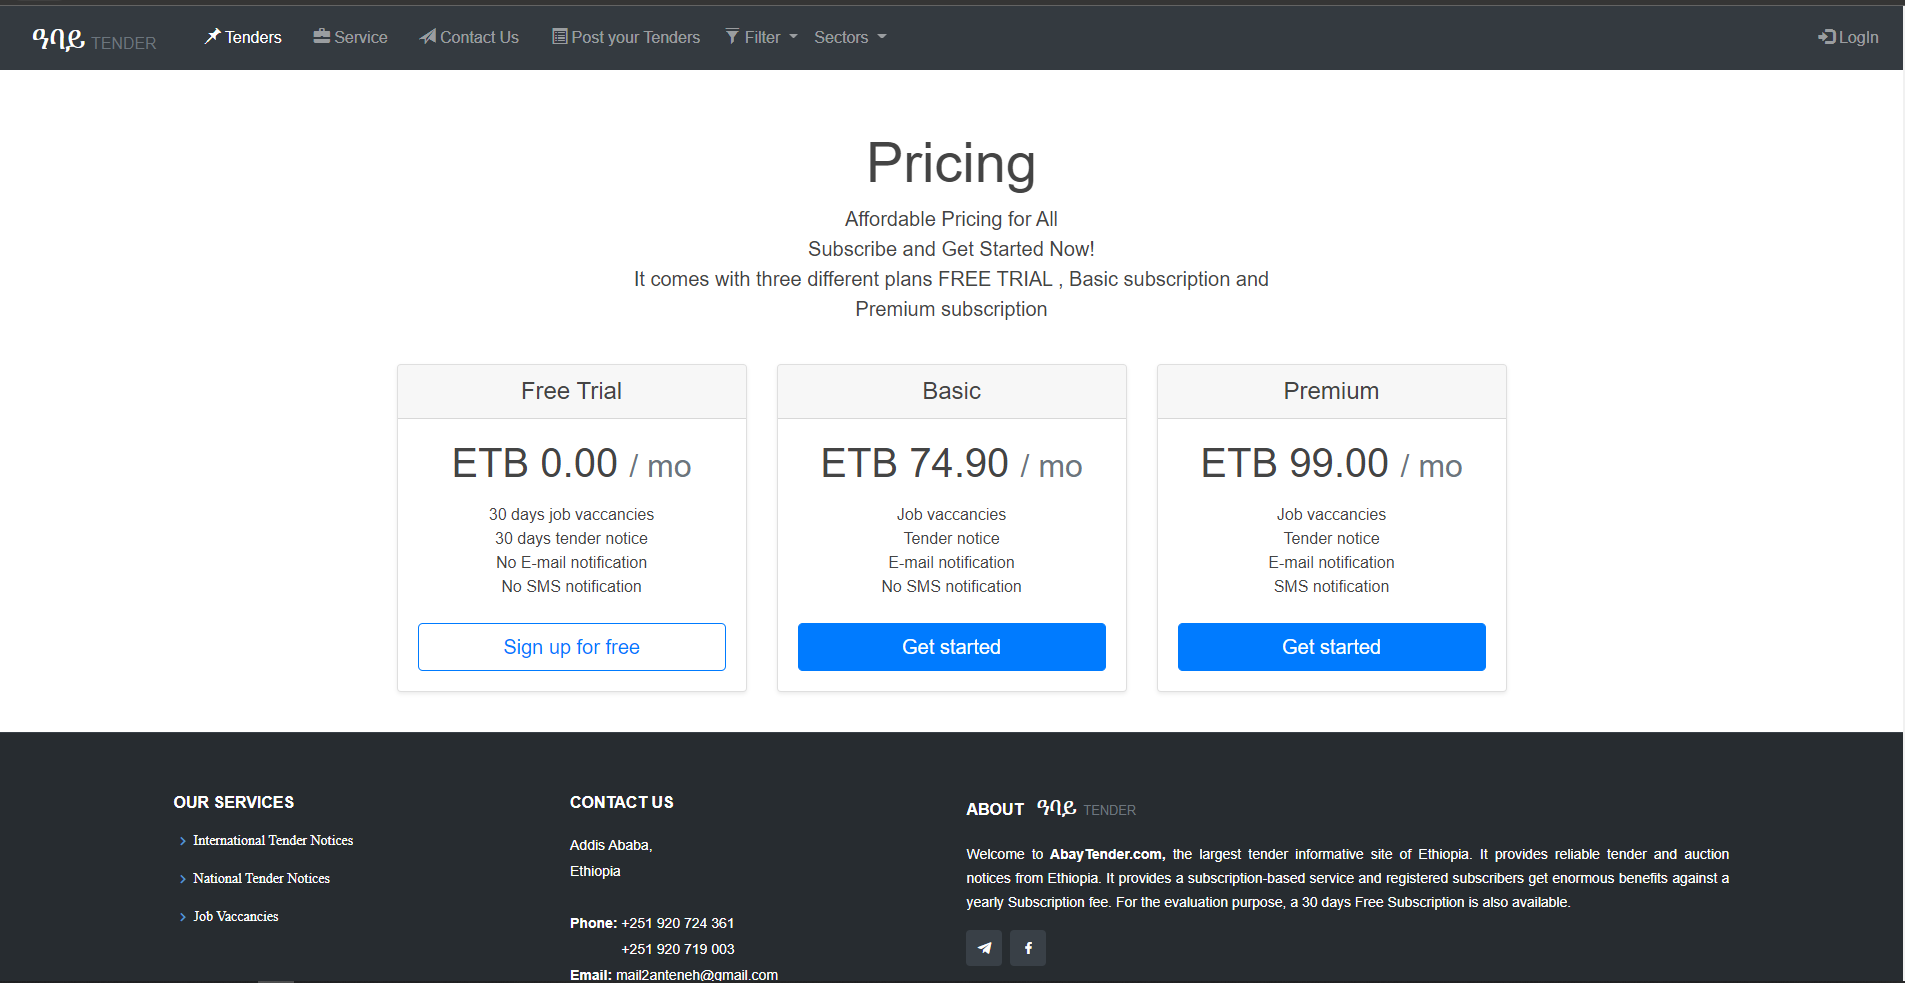 ዓባይ TENDER Tenders Service Contact Us Post your Tenders Filter Sectors LogIn
Pricing
Affordable Pricing for All
Subscribe and Get Started Now!
It comes with three different plans FREE TRIAL , Basic subscription and
Premium subscription
Free Trial
ETB 0.00 / mo
30 days job vaccancies
30 days tender notice
No E-mail notification
No SMS notification
Sign up for free
Basic
ETB 74.90 / mo
Job vaccancies
Tender notice
E-mail notification
No SMS notification
Get started
Premium
ETB 99.00 / mo
Job vaccancies
Tender notice
E-mail notification
SMS notification
Get started
OUR SERVICES
International Tender Notices
National Tender Notices
Job Vaccancies
CONTACT US
Addis Ababa,
Ethiopia
Phone: +251 920 724 361
+251 920 719 003
Email: mail2anteneh@gmail.com
ABOUT ዓባይ TENDER
Welcome to AbayTender.com, the largest tender informative site of Ethiopia. It provides reliable tender and auction
notices from Ethiopia. It provides a subscription-based service and registered subscribers get enormous benefits against a
yearly Subscription fee. For the evaluation purpose, a 30 days Free Subscription is also available.